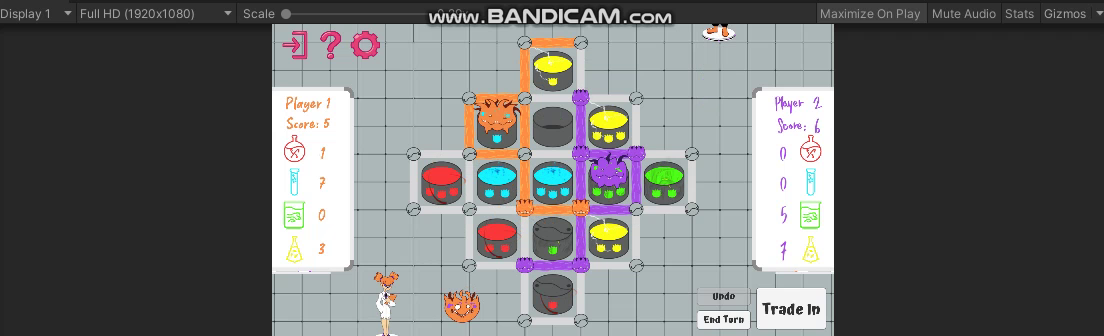 Display 1 Full HD (1920x1080) Scale www.BANDICAM.com Maximize On Play Mute Audio Stats Gizmos
?
Player 1
Score: 5
1
7
0
3
Player 2
Score: 6
0
0
5
7
Undo
End Turn
Trade In